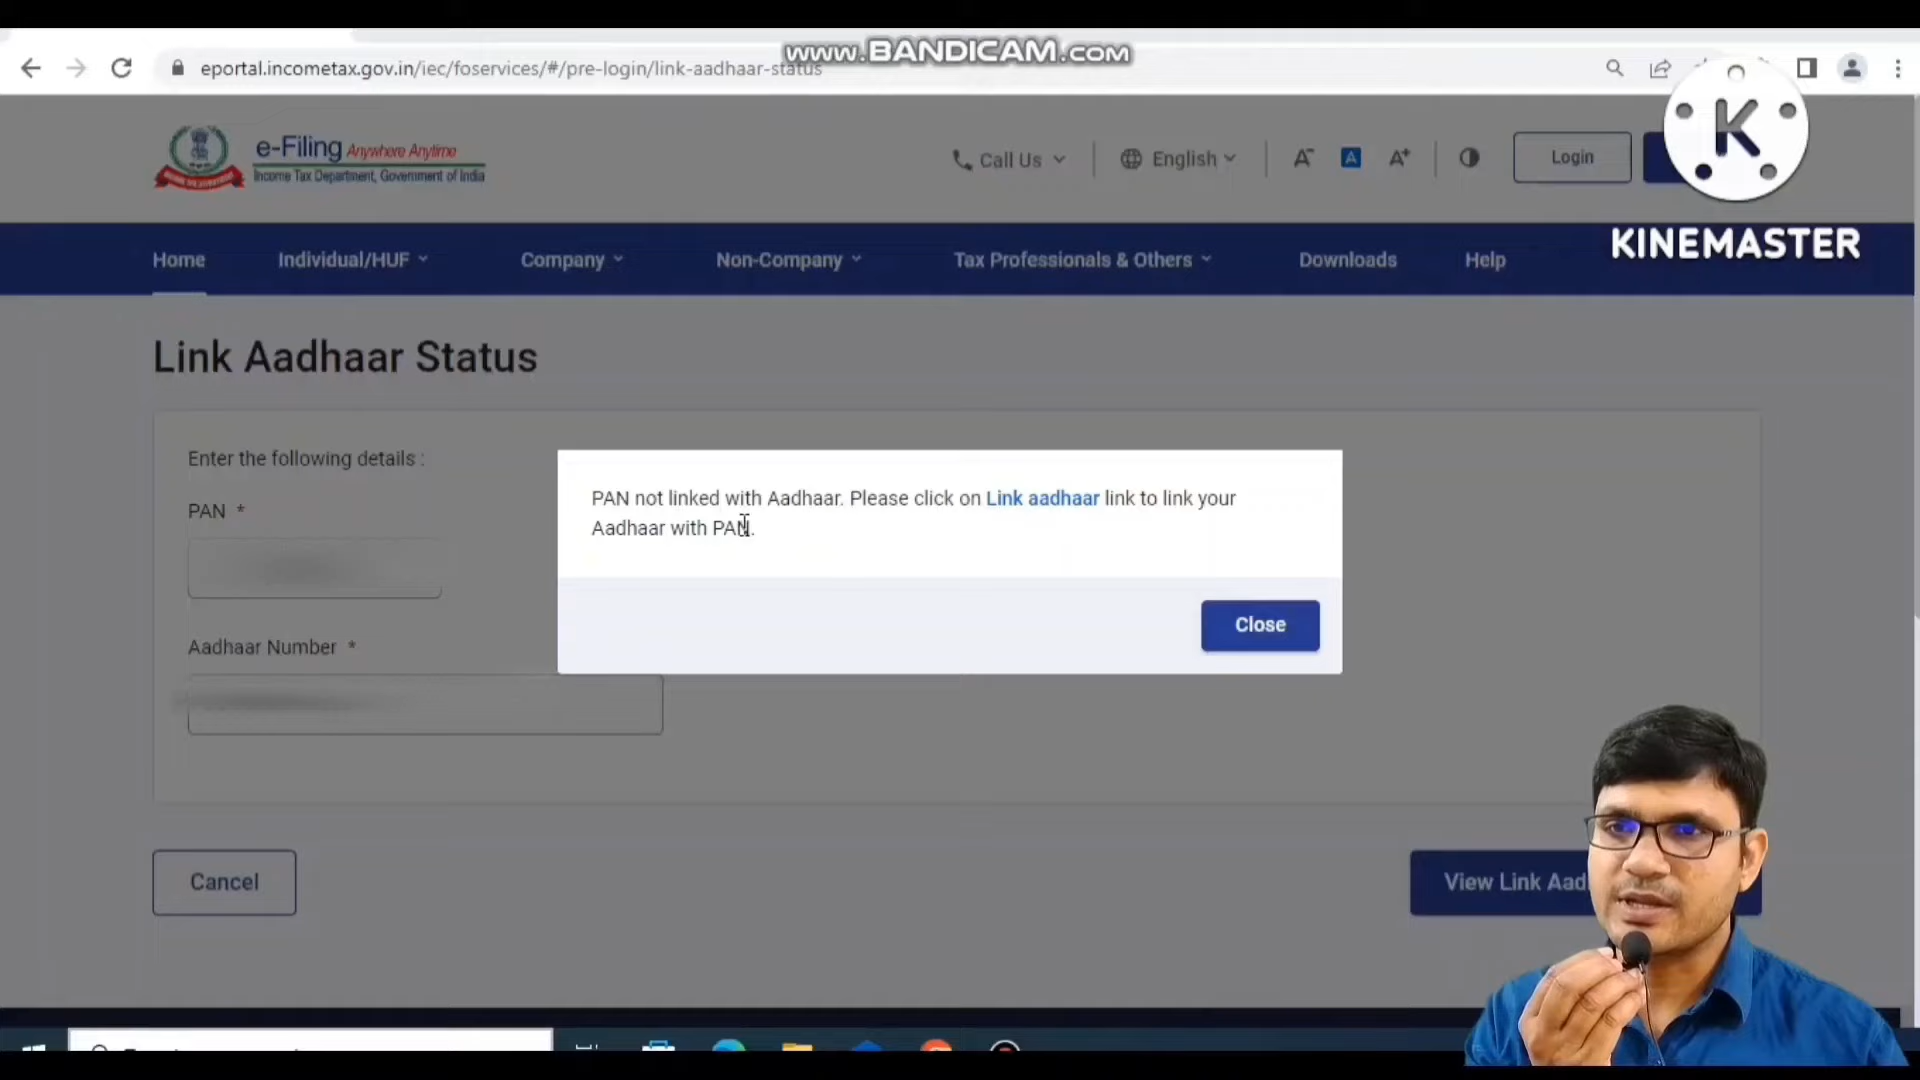 www.BANDICAM.com
eportal.incometax.gov.in/iec/foservices/#/pre-login/link-aadhaar-status
e-Filing Anywhere Anytime
Income Tax Department, Government of India
Call Us
English
A-
A
A+
Login
K
KINEMASTER
Home
Individual/HUF
Company
Non-Company
Tax Professionals & Others
Downloads
Help
Link Aadhaar Status
Enter the following details :
PAN *
Aadhaar Number *
PAN not linked with Aadhaar. Please click on Link aadhaar link to link your
Aadhaar with PAN.
Close
Cancel
View Link Aad